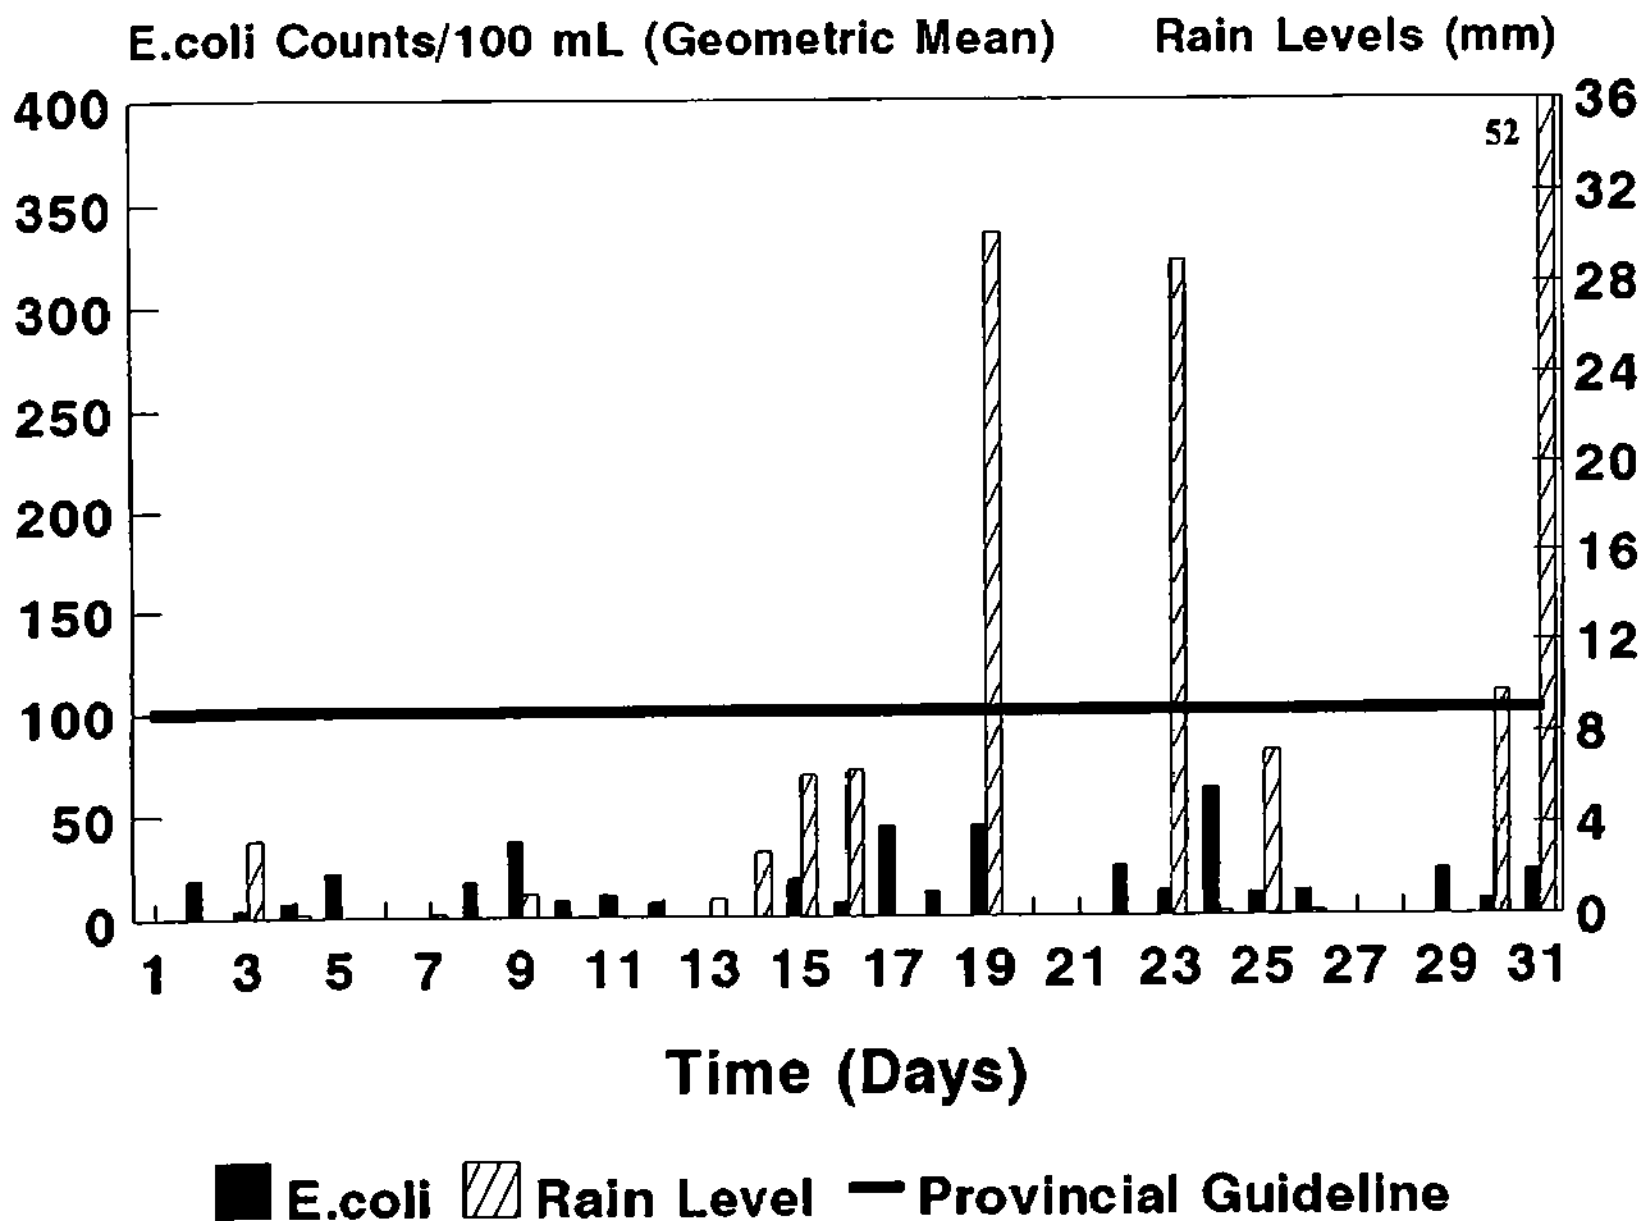 E.coli Counts/100 mL (Geometric Mean) Rain Levels (mm)
400 36
52
350 32
300 28
250 24
200 20
150 16
100 12
50 8
0 4
0
1 3 5 7 9 11 13 15 17 19 21 23 25 27 29 31
Time (Days)
E.coli Rain Level Provincial Guideline